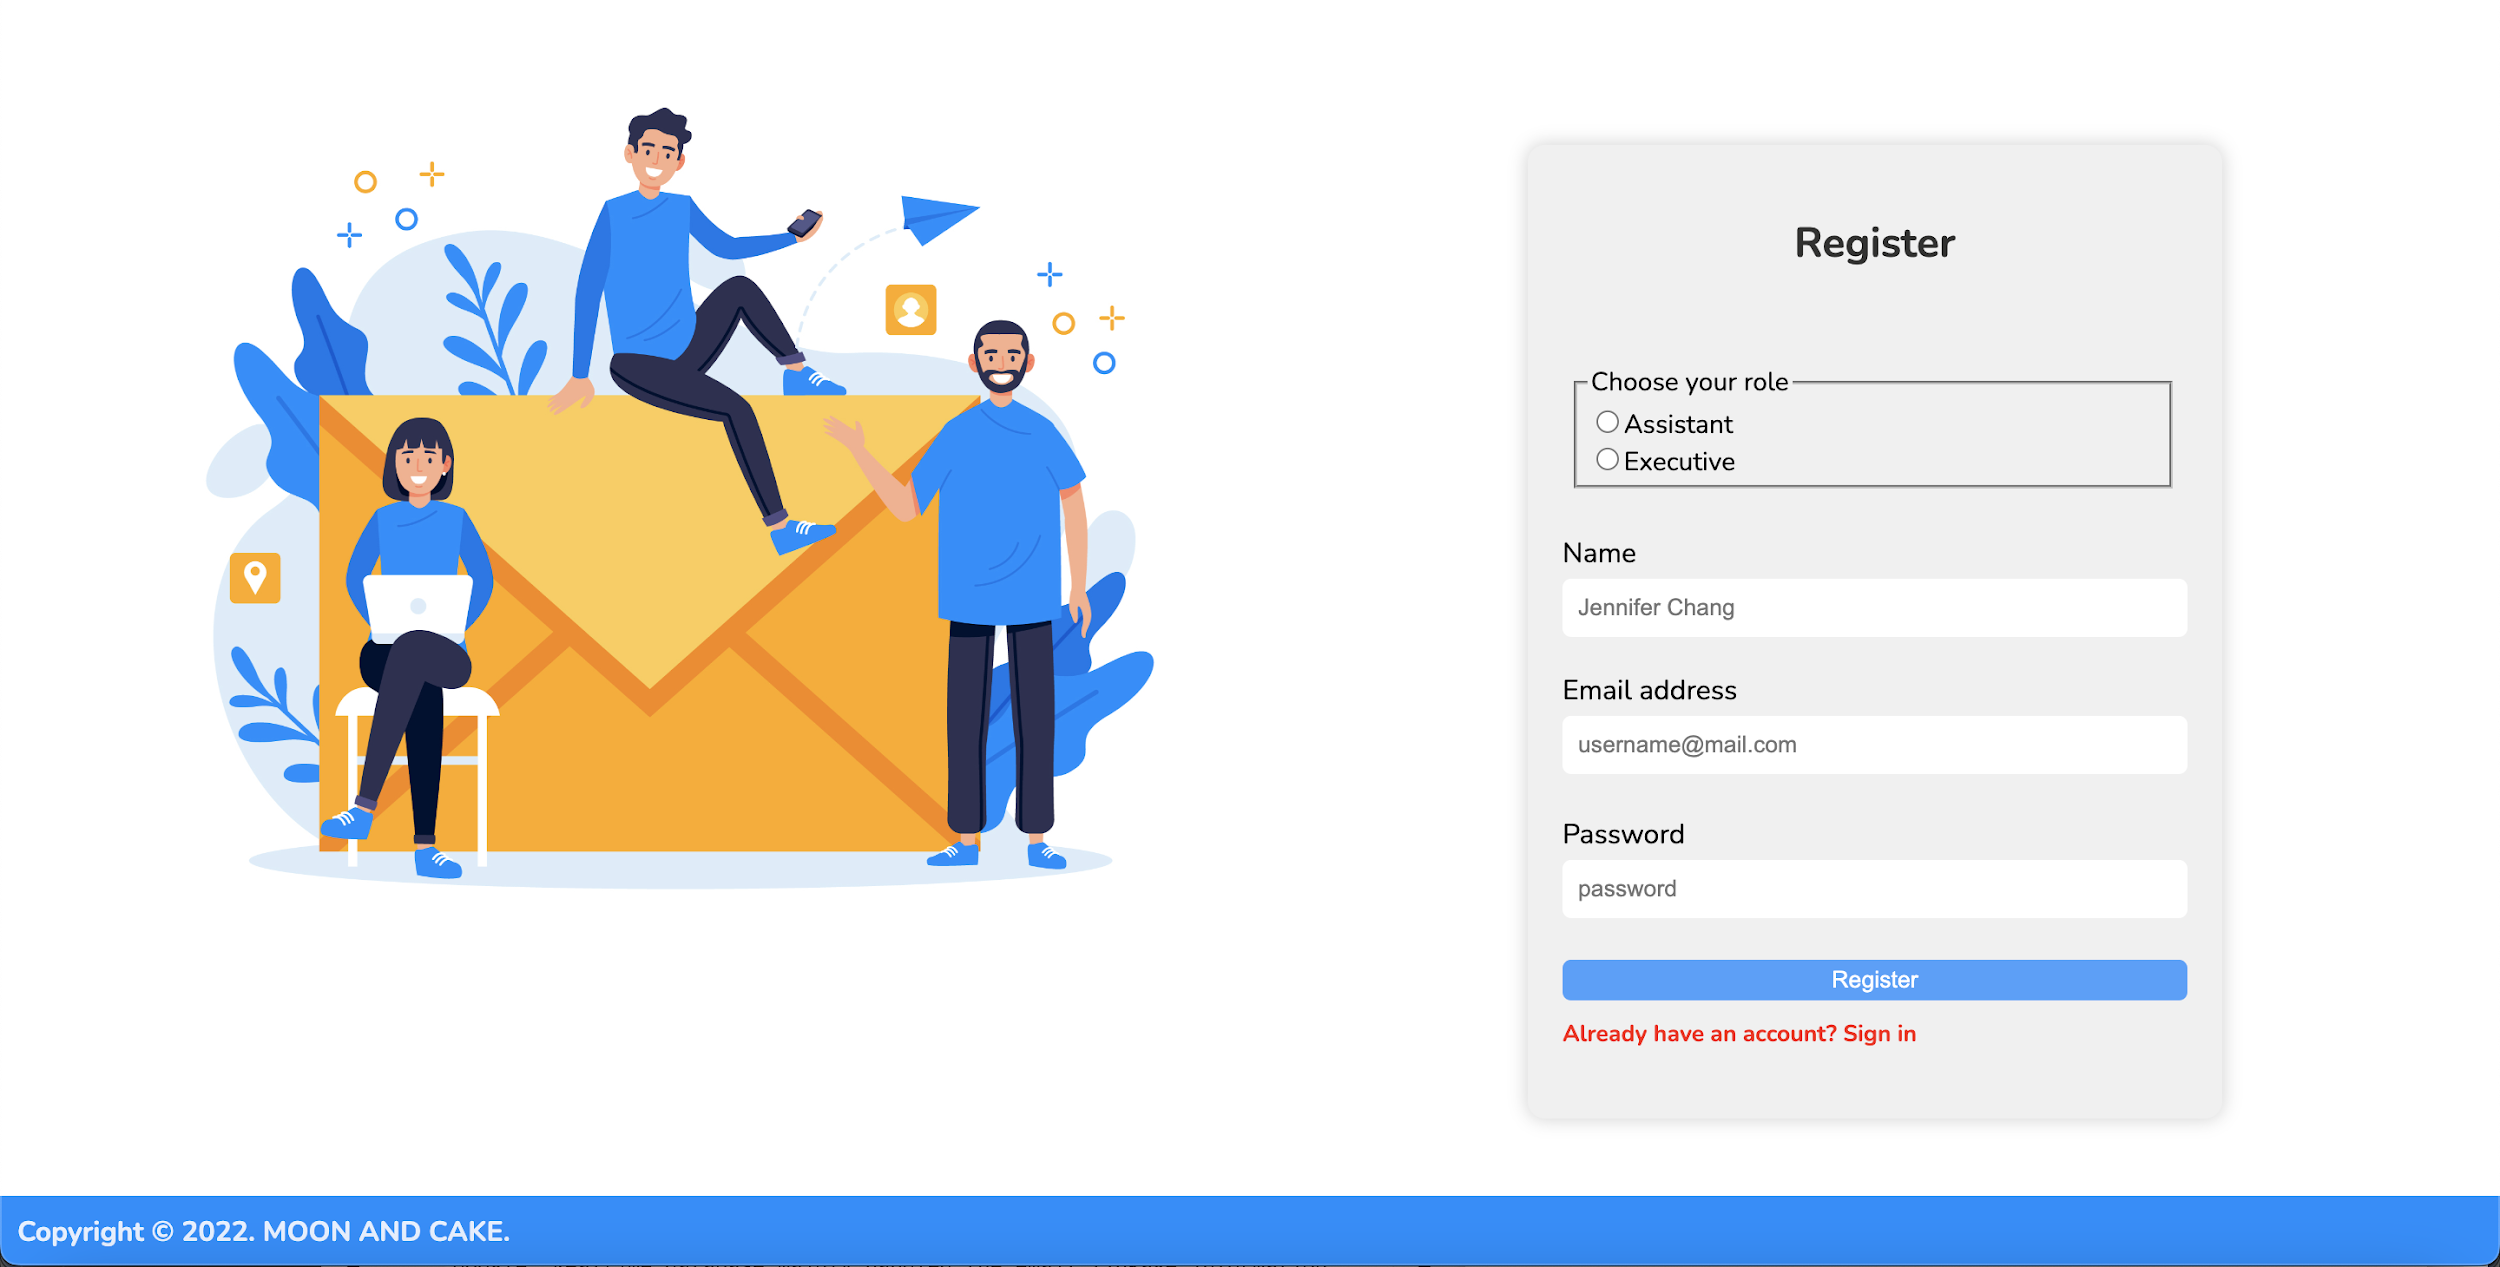 Register
Choose your role
Assistant
Executive
Name
Jennifer Chang
Email address
username@mail.com
Password
password
Register
Already have an account? Sign in
Copyright © 2022. MOON AND CAKE.